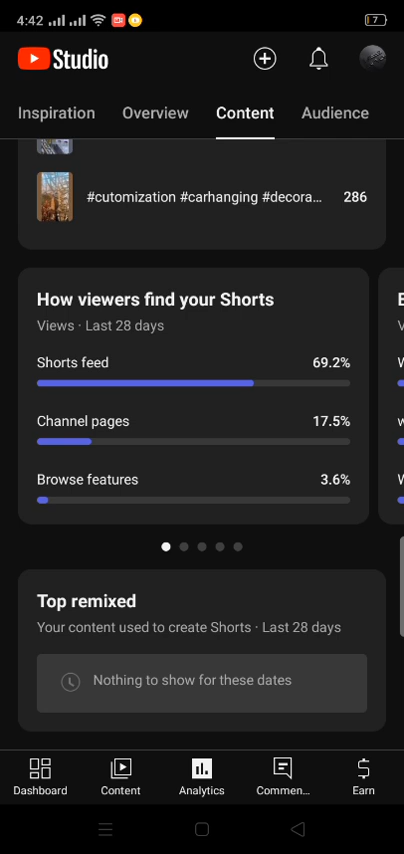 4:42
7
Studio
Inspiration Overview Content Audience
#cutomization #carhanging #decora... 286
How viewers find your Shorts
Views · Last 28 days
Shorts feed 69.2%
Channel pages 17.5%
Browse features 3.6%
Top remixed
Your content used to create Shorts · Last 28 days
Nothing to show for these dates
Dashboard Content Analytics Commen... Earn